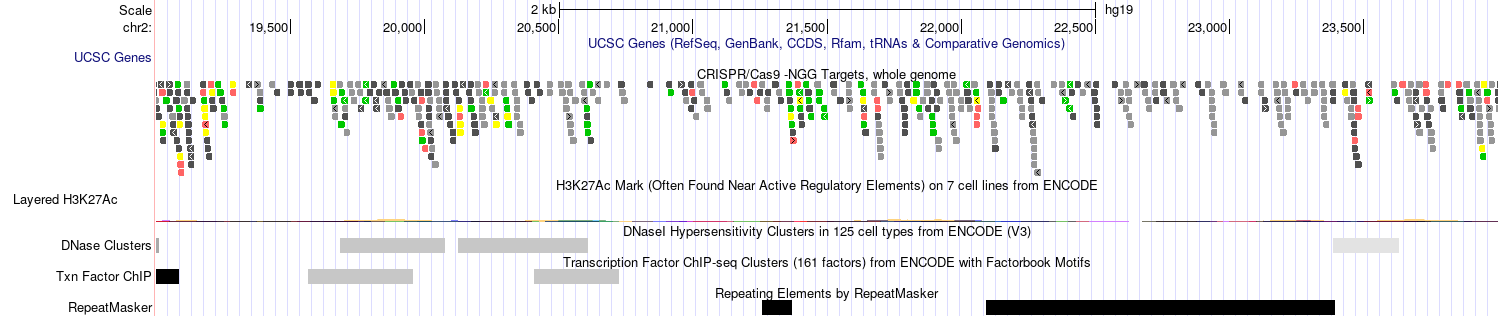 Scale 2 kb hg19
chr2: 19,500 20,000 20,500 21,000 21,500 22,000 22,500 23,000 23,500
UCSC Genes (RefSeq, GenBank, CCDS, Rfam, tRNAs & Comparative Genomics)
UCSC Genes
CRISPR/Cas9 -NGG Targets, whole genome
H3K27Ac Mark (Often Found Near Active Regulatory Elements) on 7 cell lines from ENCODE
Layered H3K27Ac
DNaseI Hypersensitivity Clusters in 125 cell types from ENCODE (V3)
DNase Clusters
Transcription Factor ChIP-seq Clusters (161 factors) from ENCODE with Factorbook Motifs
Txn Factor ChIP
Repeating Elements by RepeatMasker
RepeatMasker